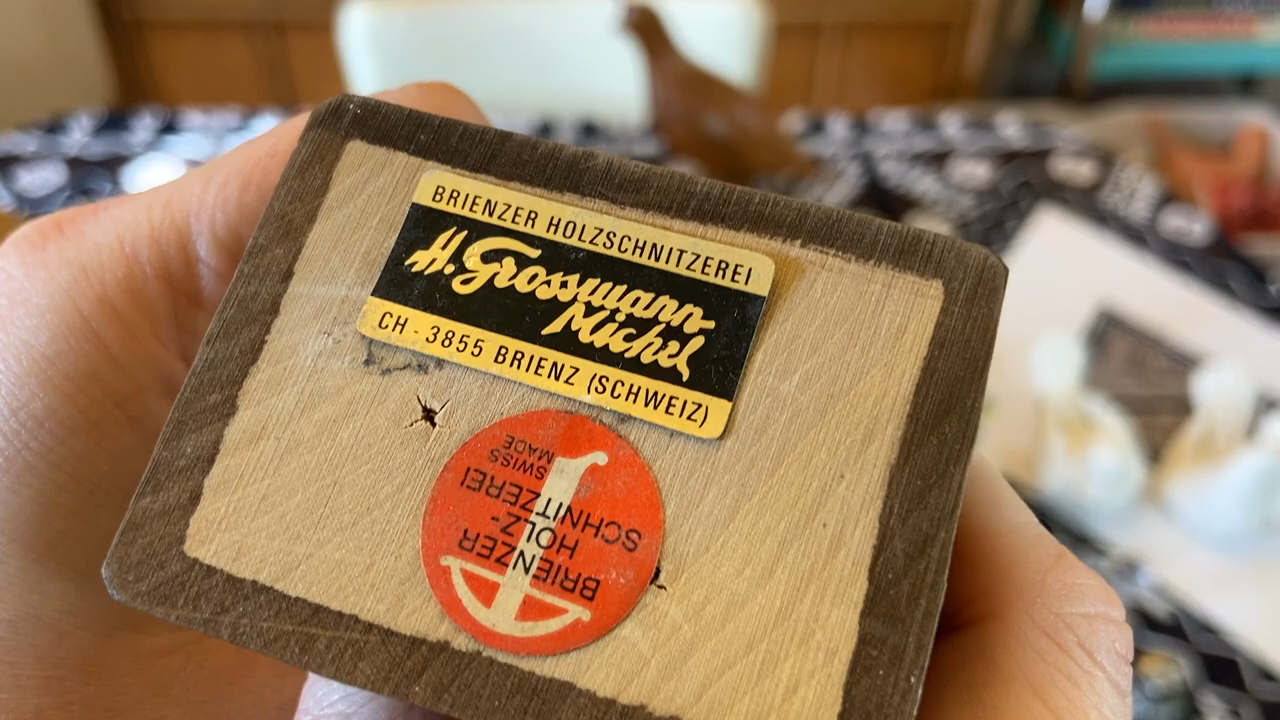 BRIENZER HOLZSCHNITZEREI
H. Grossmann
Michel
CH - 3855 BRIENZ (SCHWEIZ)
BRIENZER
HOLZ-
SCHNITZEREI
SWISS
MADE